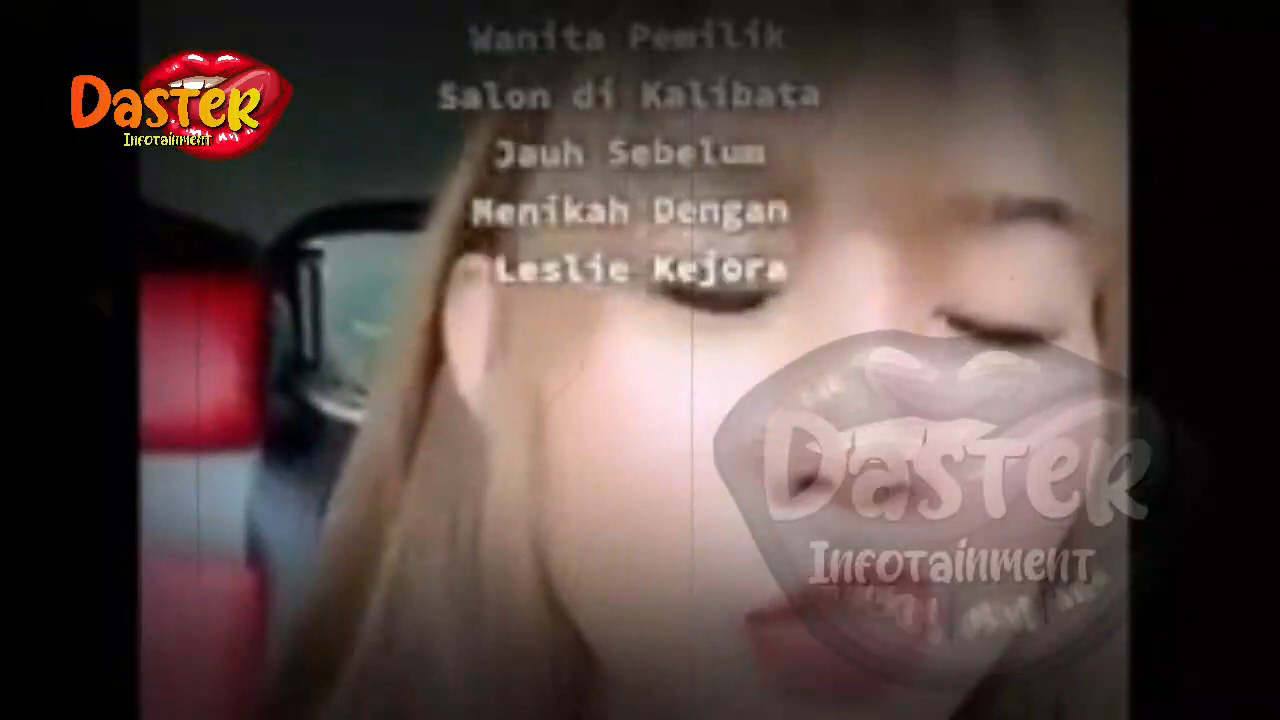 Daster
Infotainment
Wanita Pemilik
Salon di Kalibata
Jauh Sebelum
Menikah Dengan
Leslie Kejora
Daster
Infotainment